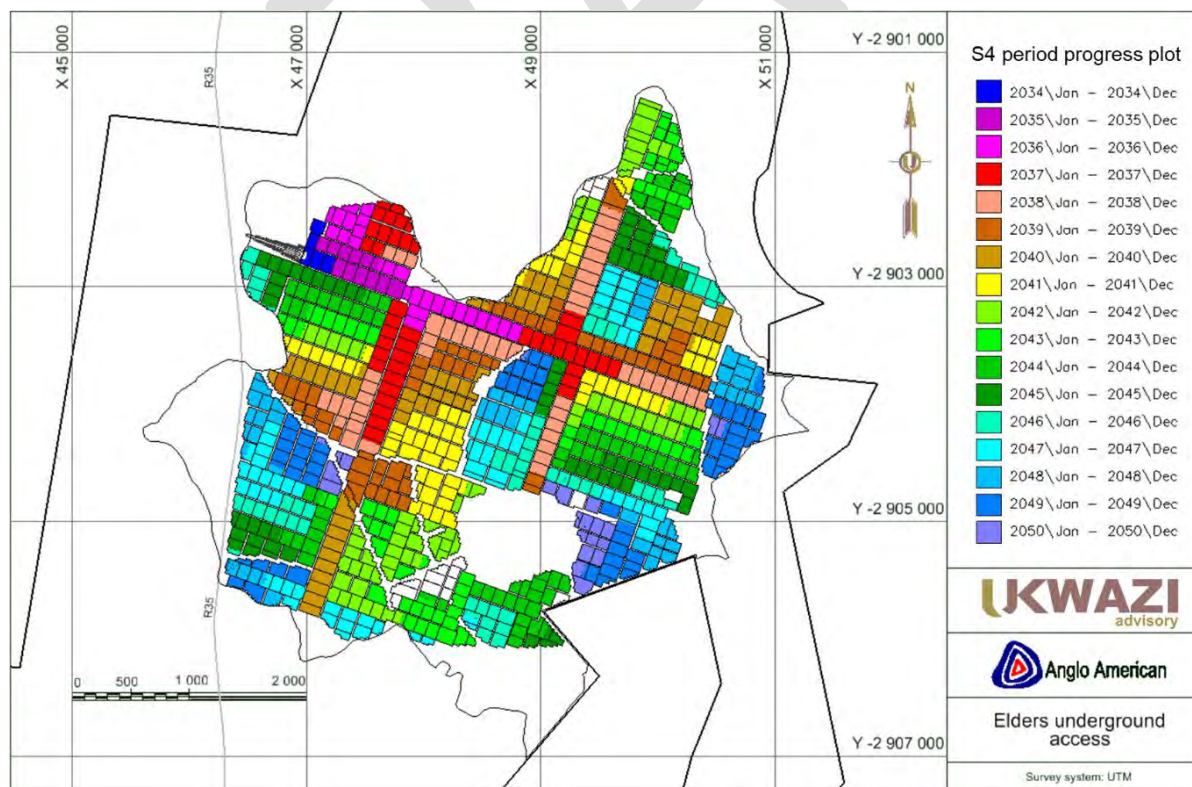 X 45 000
X 47 000
X 49 000
X 51 000
Y -2 901 000
Y -2 903 000
Y -2 905 000
Y -2 907 000
R35
R35
N
U
0 500 1 000 2 000
S4 period progress plot
2034\Jan - 2034\Dec
2035\Jan - 2035\Dec
2036\Jan - 2036\Dec
2037\Jan - 2037\Dec
2038\Jan - 2038\Dec
2039\Jan - 2039\Dec
2040\Jan - 2040\Dec
2041\Jan - 2041\Dec
2042\Jan - 2042\Dec
2043\Jan - 2043\Dec
2044\Jan - 2044\Dec
2045\Jan - 2045\Dec
2046\Jan - 2046\Dec
2047\Jan - 2047\Dec
2048\Jan - 2048\Dec
2049\Jan - 2049\Dec
2050\Jan - 2050\Dec
UKWAZI
advisory
Anglo American
Elders underground
access
Survey system: UTM